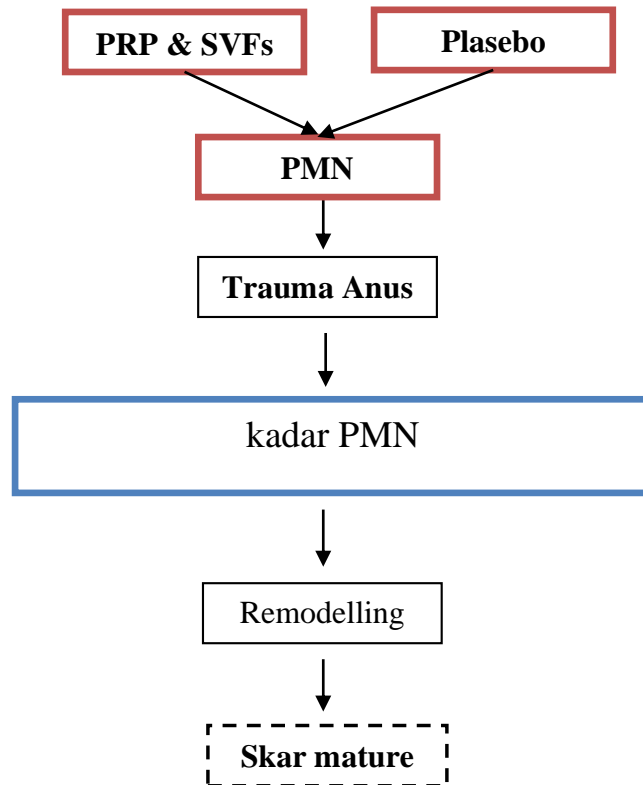 PRP & SVFs
Plasebo
PMN
Trauma Anus
kadar PMN
Remodelling
Skar mature